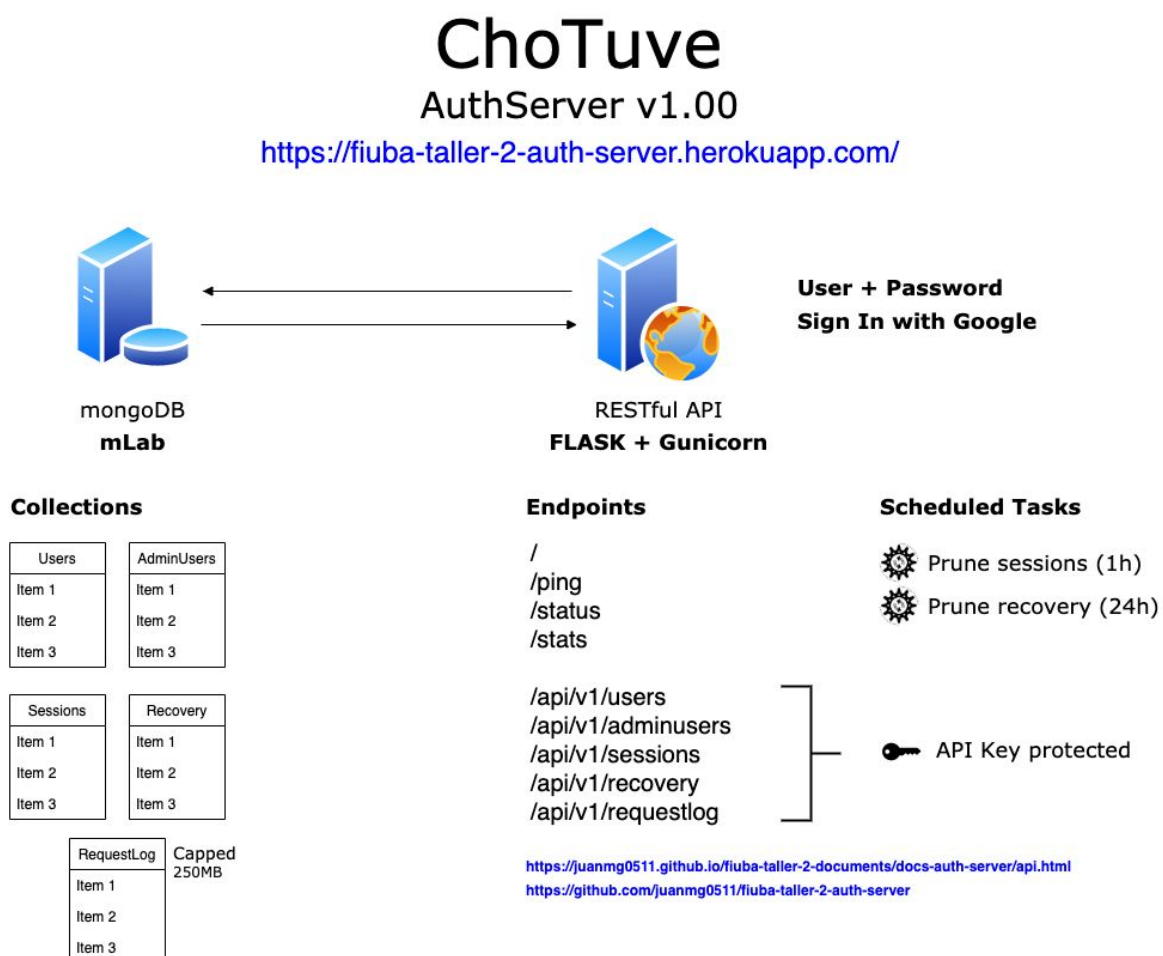 ChoTuve
AuthServer v1.00
https://fiuba-taller-2-auth-server.herokuapp.com/
User + Password
Sign In with Google
mongoDB
mLab
RESTful API
FLASK + Gunicorn
Collections
Users
Item 1
Item 2
Item 3
AdminUsers
Item 1
Item 2
Item 3
Sessions
Item 1
Item 2
Item 3
Recovery
Item 1
Item 2
Item 3
RequestLog
Item 1
Item 2
Item 3
Capped
250MB
Endpoints
/
/ping
/status
/stats
/api/v1/users
/api/v1/adminusers
/api/v1/sessions
/api/v1/recovery
/api/v1/requestlog
Scheduled Tasks
Prune sessions (1h)
Prune recovery (24h)
API Key protected
https://juanmg0511.github.io/fiuba-taller-2-documents/docs-auth-server/api.html
https://github.com/juanmg0511/fiuba-taller-2-auth-server